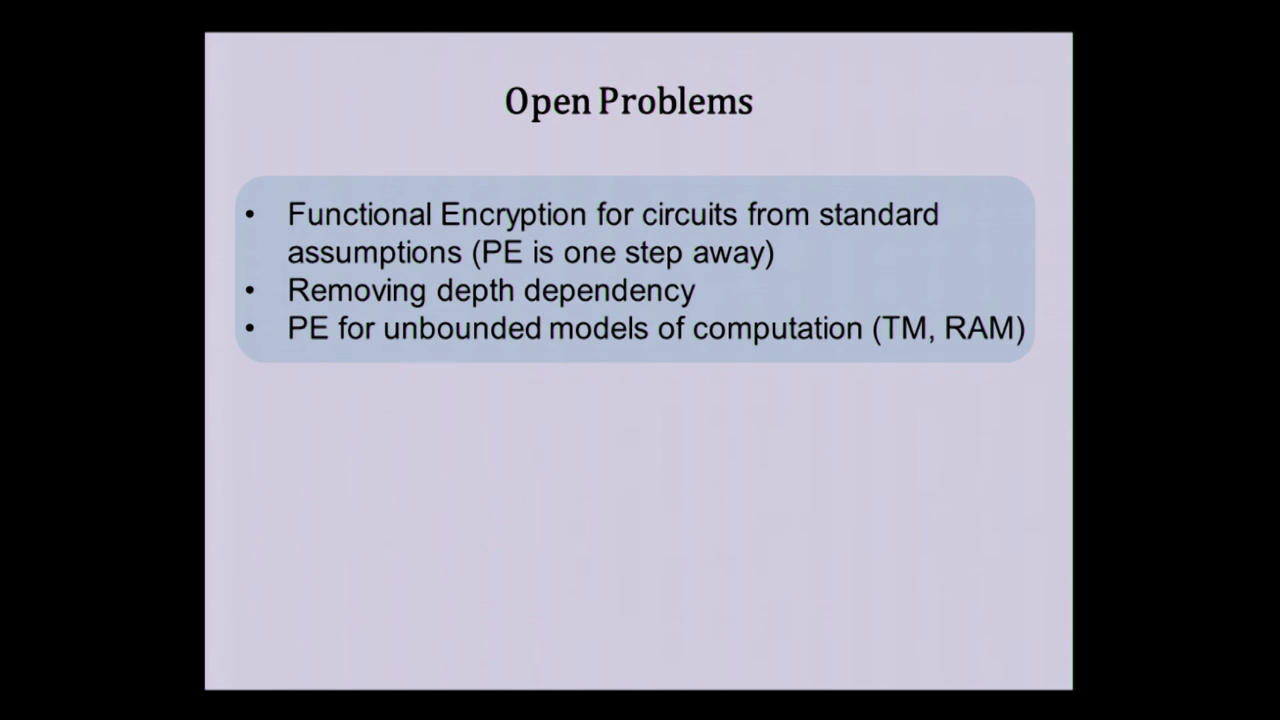 Open Problems
• Functional Encryption for circuits from standard
assumptions (PE is one step away)
• Removing depth dependency
• PE for unbounded models of computation (TM, RAM)